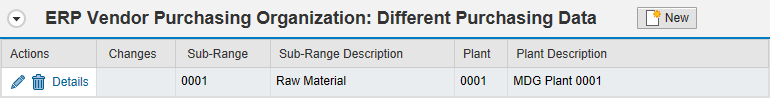 ERP Vendor Purchasing Organization: Different Purchasing Data New
Actions Changes Sub-Range Sub-Range Description Plant Plant Description
Details 0001 Raw Material 0001 MDG Plant 0001